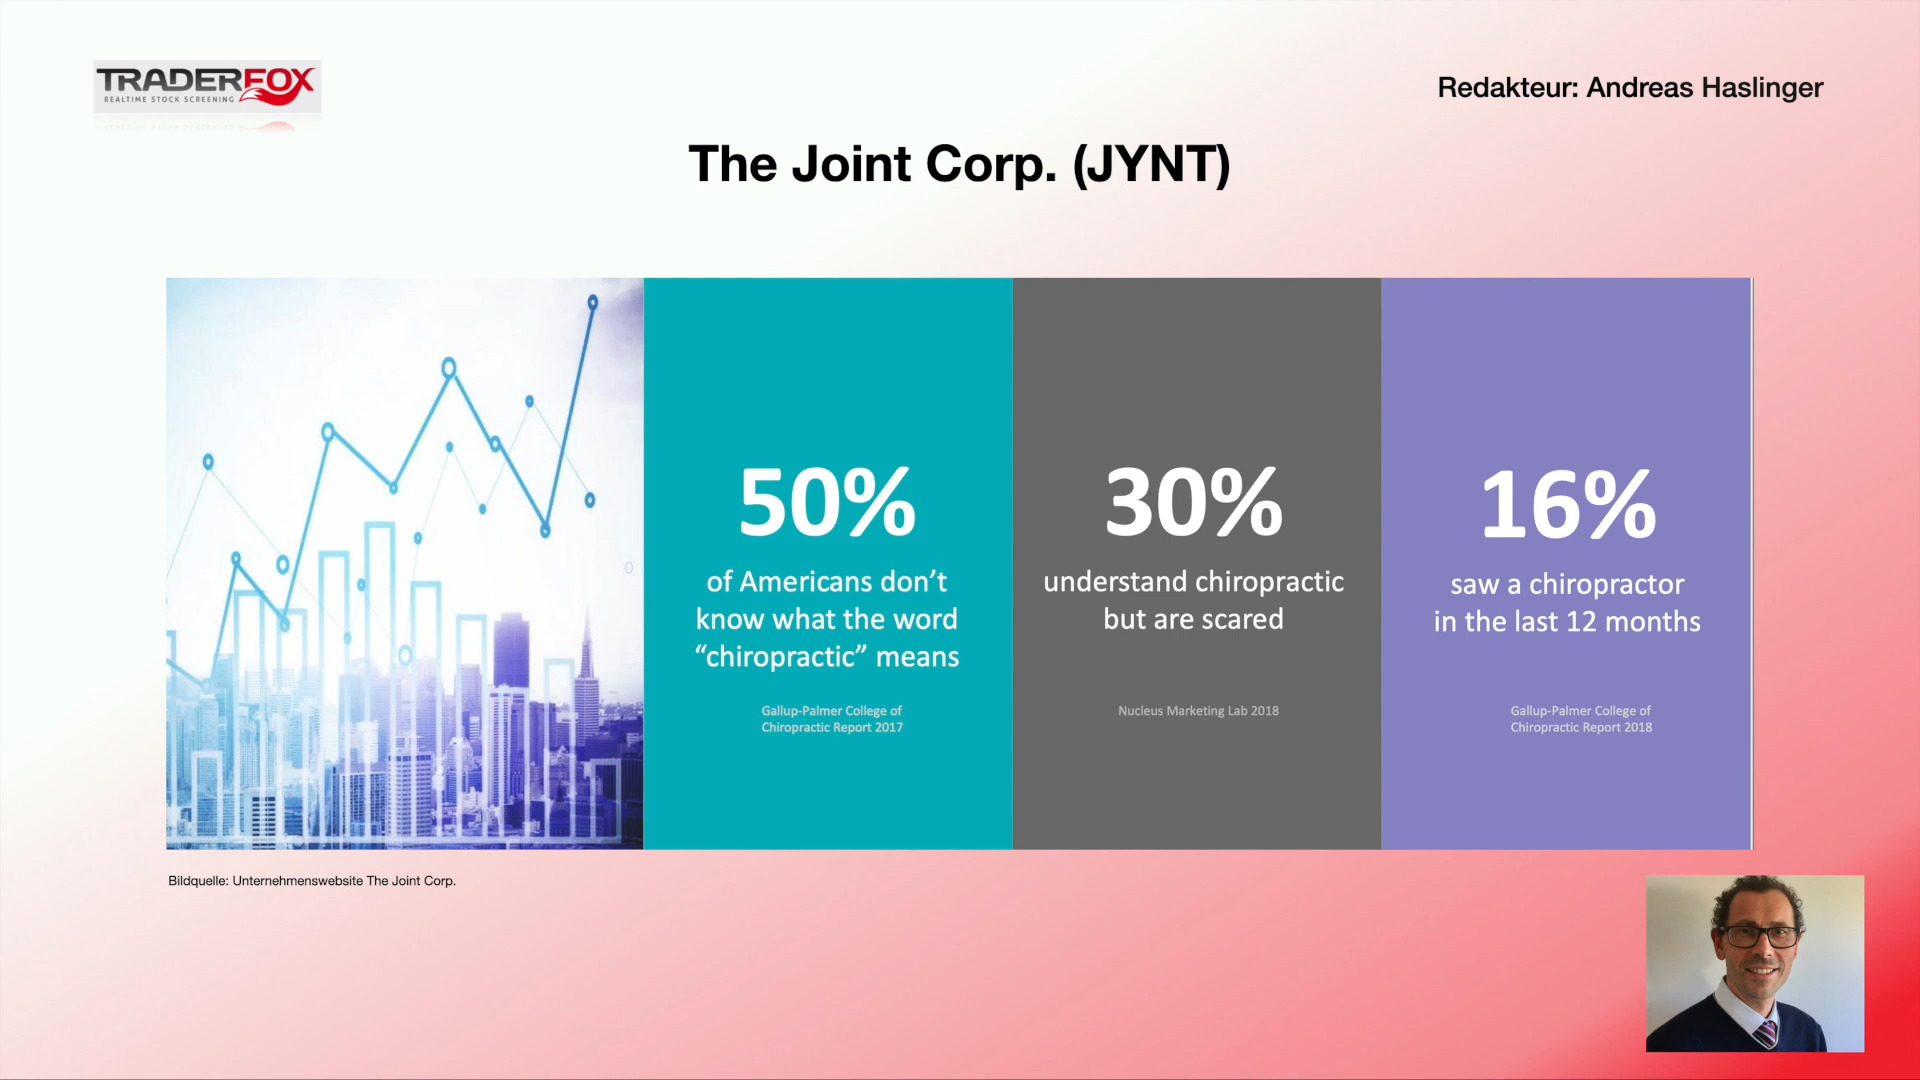 TRADERFOX
REALTIME STOCK SCREENING
Redakteur: Andreas Haslinger
The Joint Corp. (JYNT)
50%
of Americans don’t
know what the word
“chiropractic” means
Gallup-Palmer College of
Chiropractic Report 2017
30%
understand chiropractic
but are scared
Nucleus Marketing Lab 2018
16%
saw a chiropractor
in the last 12 months
Gallup-Palmer College of
Chiropractic Report 2018
Bildquelle: Unternehmenswebsite The Joint Corp.